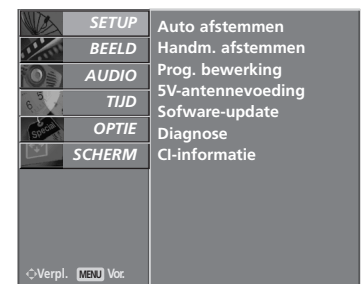 SETUP
BEELD
AUDIO
TIJD
OPTIE
SCHERM
Auto afstemmen
Handm. afstemmen
Prog. bewerking
5V-antennevoeding
Sofware-update
Diagnose
CI-informatie
Verpl. MENU Vor.